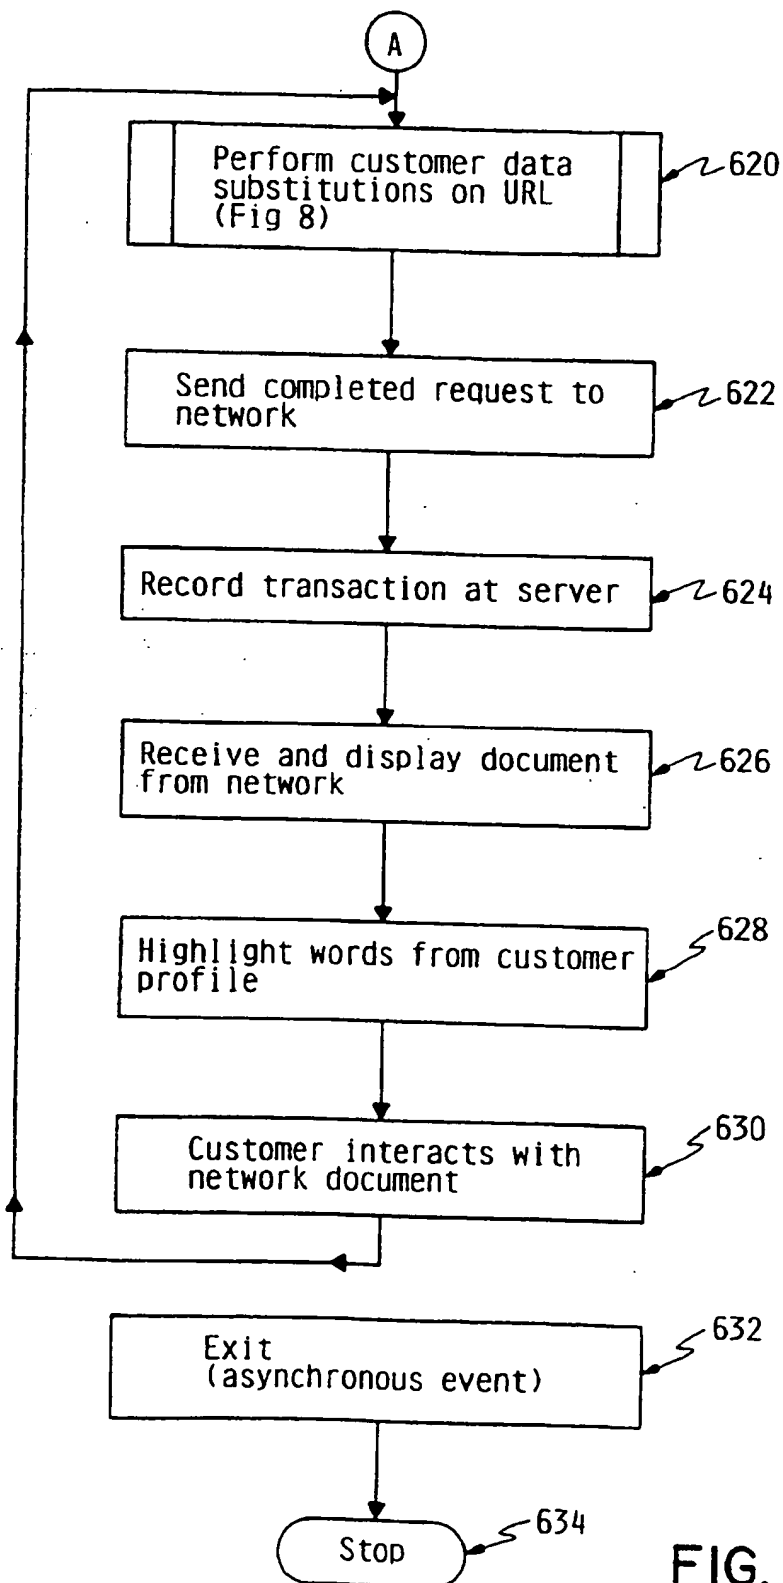 A
Perform customer data
substitutions on URL
(Fig 8)
620
Send completed request to
network
622
Record transaction at server
624
Receive and display document
from network
626
Highlight words from customer
profile
628
Customer interacts with
network document
630
Exit
(asynchronous event)
632
Stop
634
FIG.